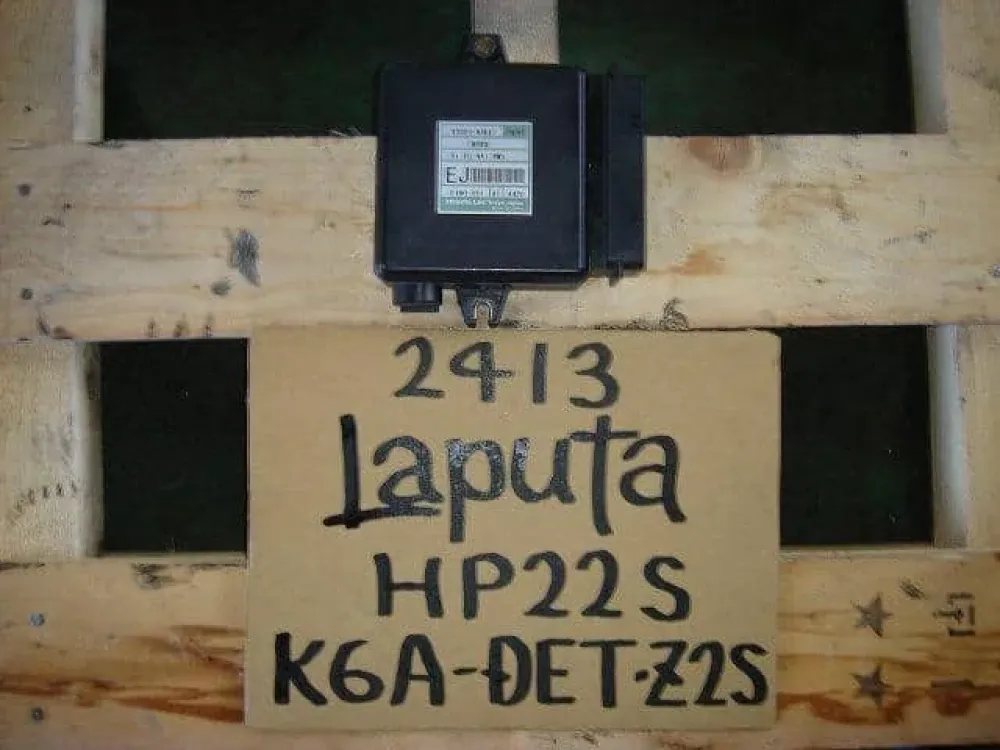 EJ
2413
Laputa
HP22S
K6A-DET-Z2S